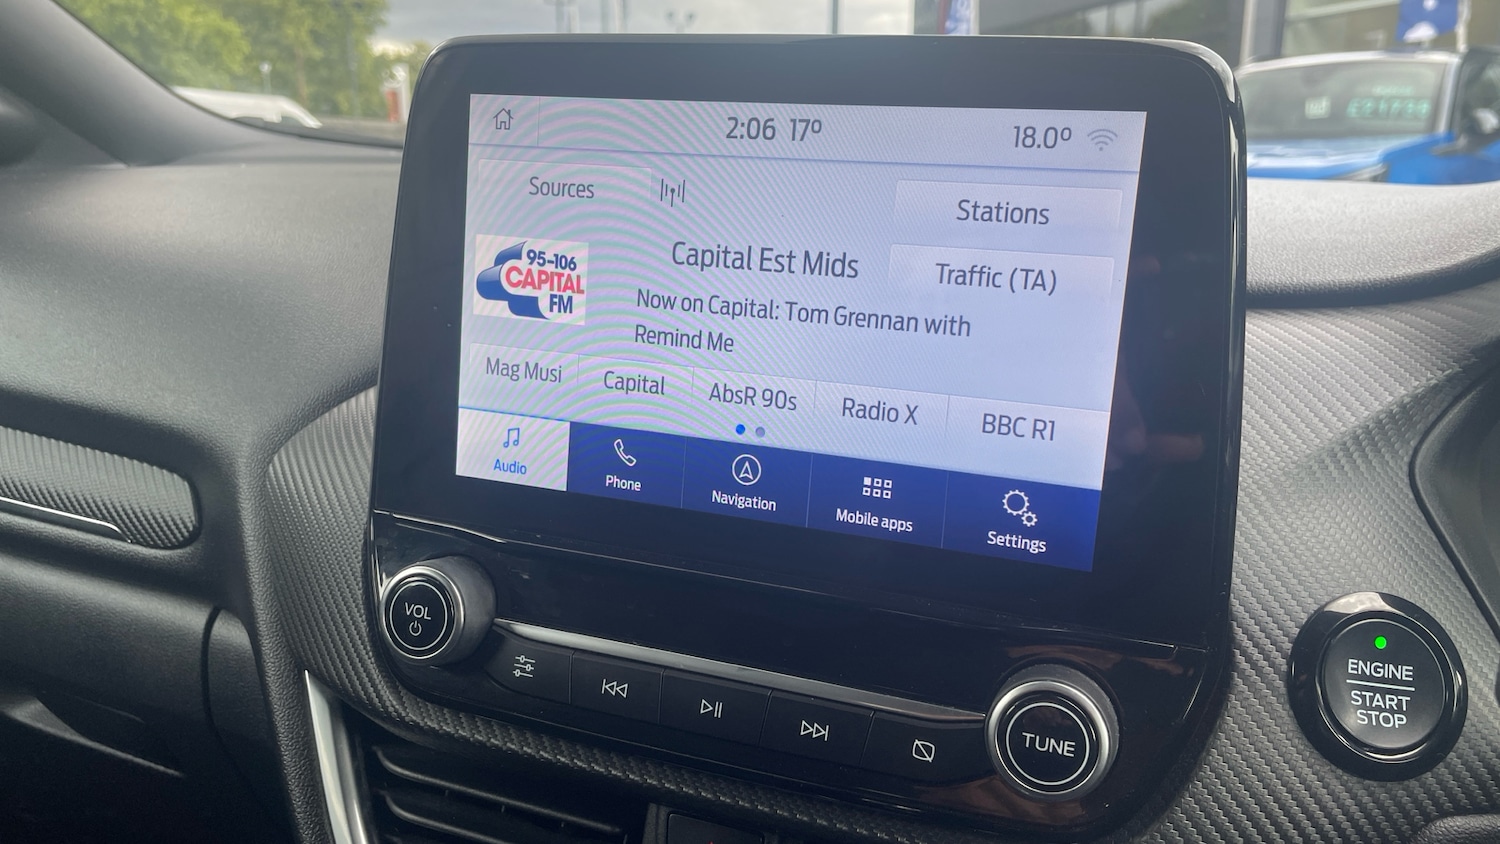 2:06 17º
18.0º
Sources
Stations
95-106
CAPITAL
FM
Capital Est Mids
Traffic (TA)
Now on Capital: Tom Grennan with
Remind Me
Mag Musi
Capital
AbsR 90s
Radio X
BBC R1
Audio
Phone
Navigation
Mobile apps
Settings
VOL
TUNE
ENGINE
START
STOP